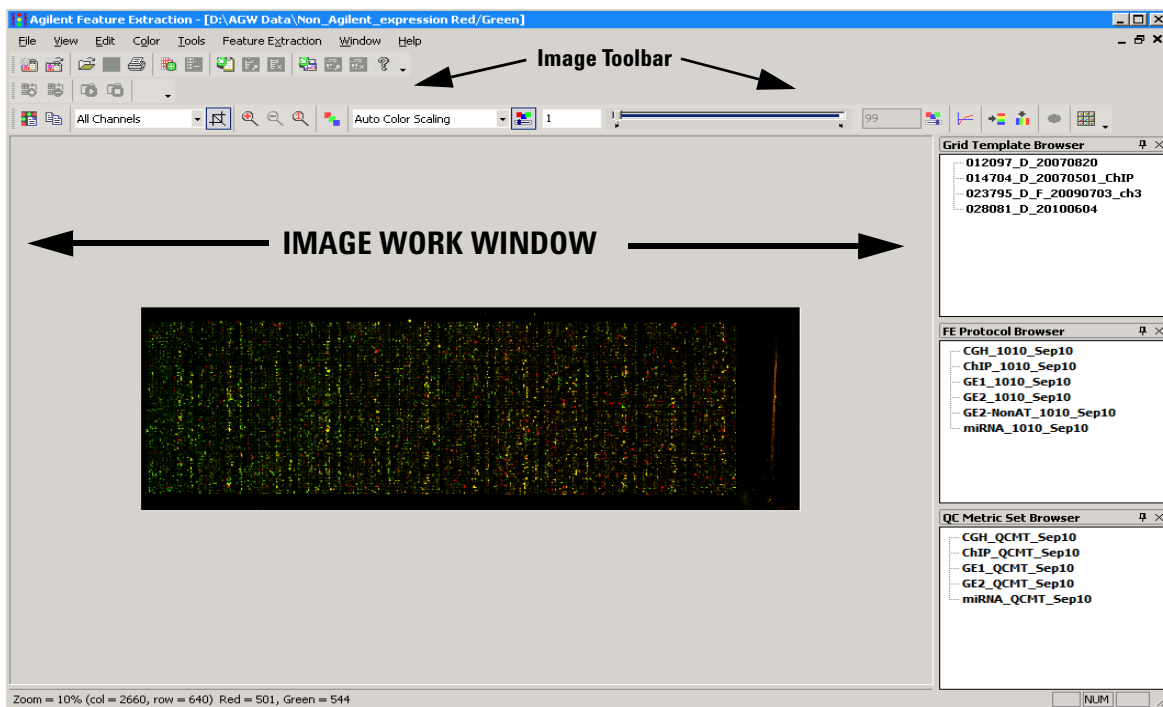 Agilent Feature Extraction - [D:\AGW Data\Non_Agilent_expression Red/Green]
File View Edit Color Tools Feature Extraction Window Help
Image Toolbar
All Channels Auto Color Scaling 1 99
Grid Template Browser
012097_D_20070820
014704_D_20070501_ChIP
023795_D_F_20090703_ch3
028081_D_20100604
IMAGE WORK WINDOW
FE Protocol Browser
CGH_1010_Sep10
ChIP_1010_Sep10
GE1_1010_Sep10
GE2_1010_Sep10
GE2-NonAT_1010_Sep10
miRNA_1010_Sep10
QC Metric Set Browser
CGH_QCMT_Sep10
ChIP_QCMT_Sep10
GE1_QCMT_Sep10
GE2_QCMT_Sep10
miRNA_QCMT_Sep10
Zoom = 10% (col = 2660, row = 640) Red = 501, Green = 544
NUM